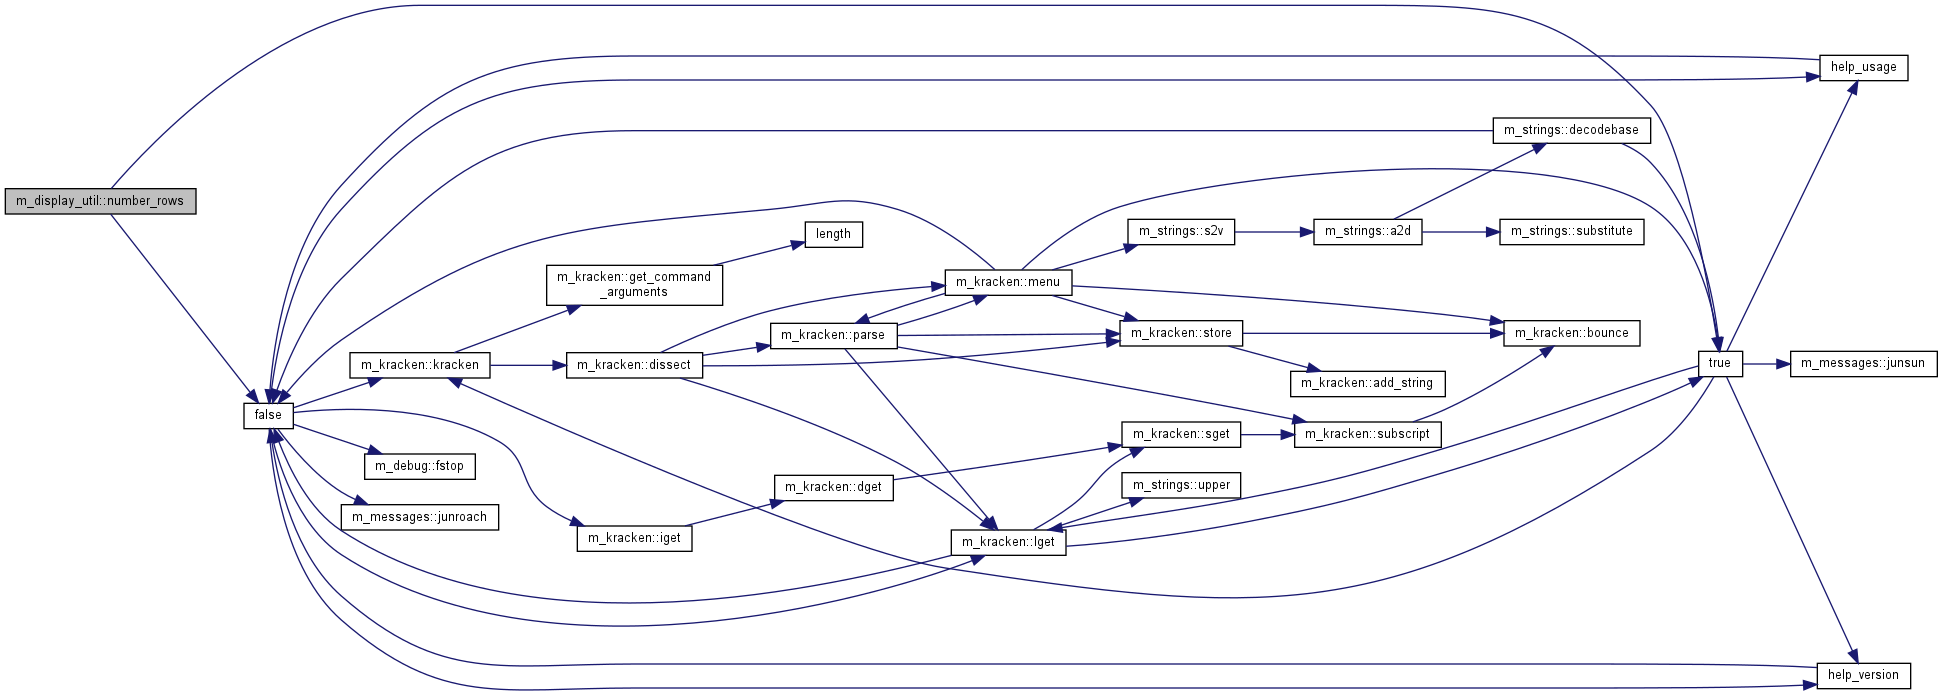 help_usage
m_strings::decodebase
m_display_util::number_rows
length
m_strings::s2v
m_strings::a2d
m_strings::substitute
m_kracken::get_command
_arguments
m_kracken::menu
m_kracken::parse
m_kracken::store
m_kracken::bounce
m_kracken::kracken
m_kracken::dissect
true
m_messages::junsun
m_kracken::add_string
false
m_kracken::sget
m_kracken::subscript
m_debug::fstop
m_kracken::dget
m_strings::upper
m_messages::junroach
m_kracken::iget
m_kracken::lget
help_version